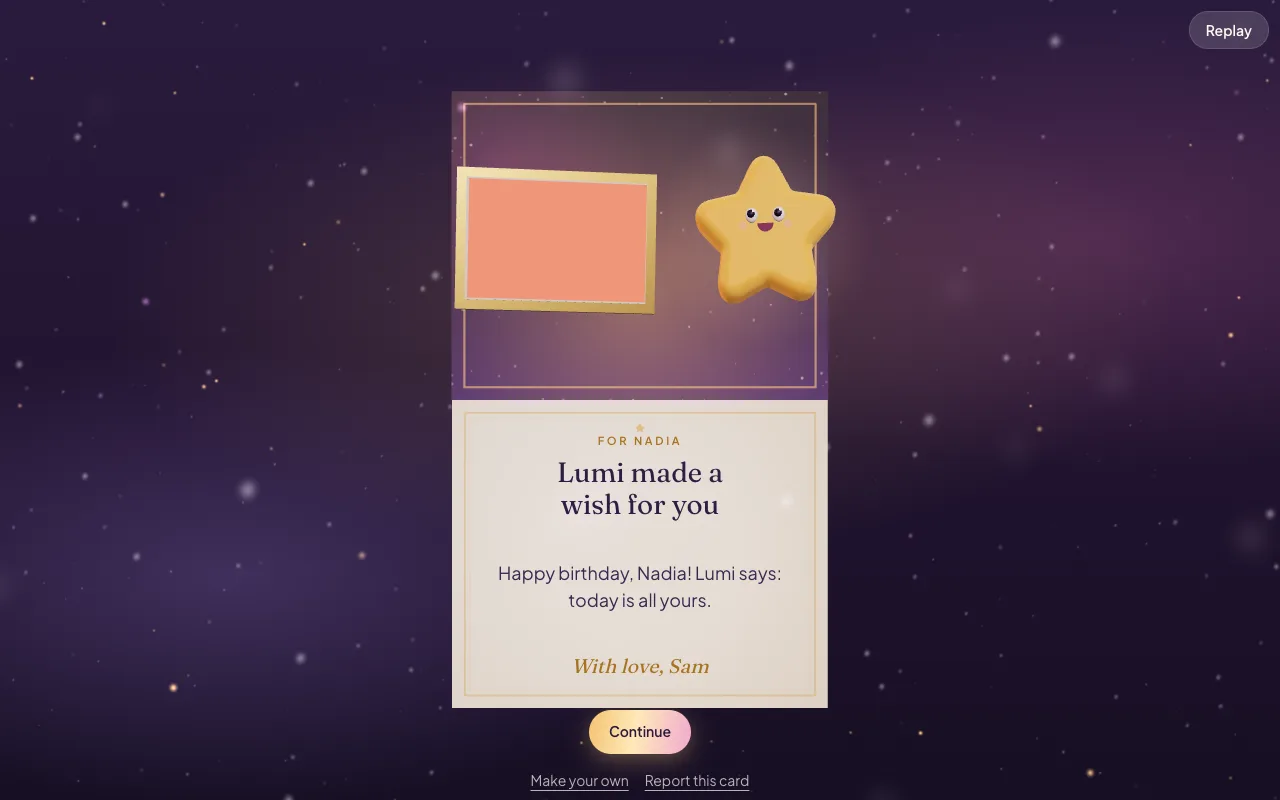 Replay
FOR NADIA
Lumi made a
wish for you
Happy birthday, Nadia! Lumi says:
today is all yours.
With love, Sam
Continue
Make your own Report this card